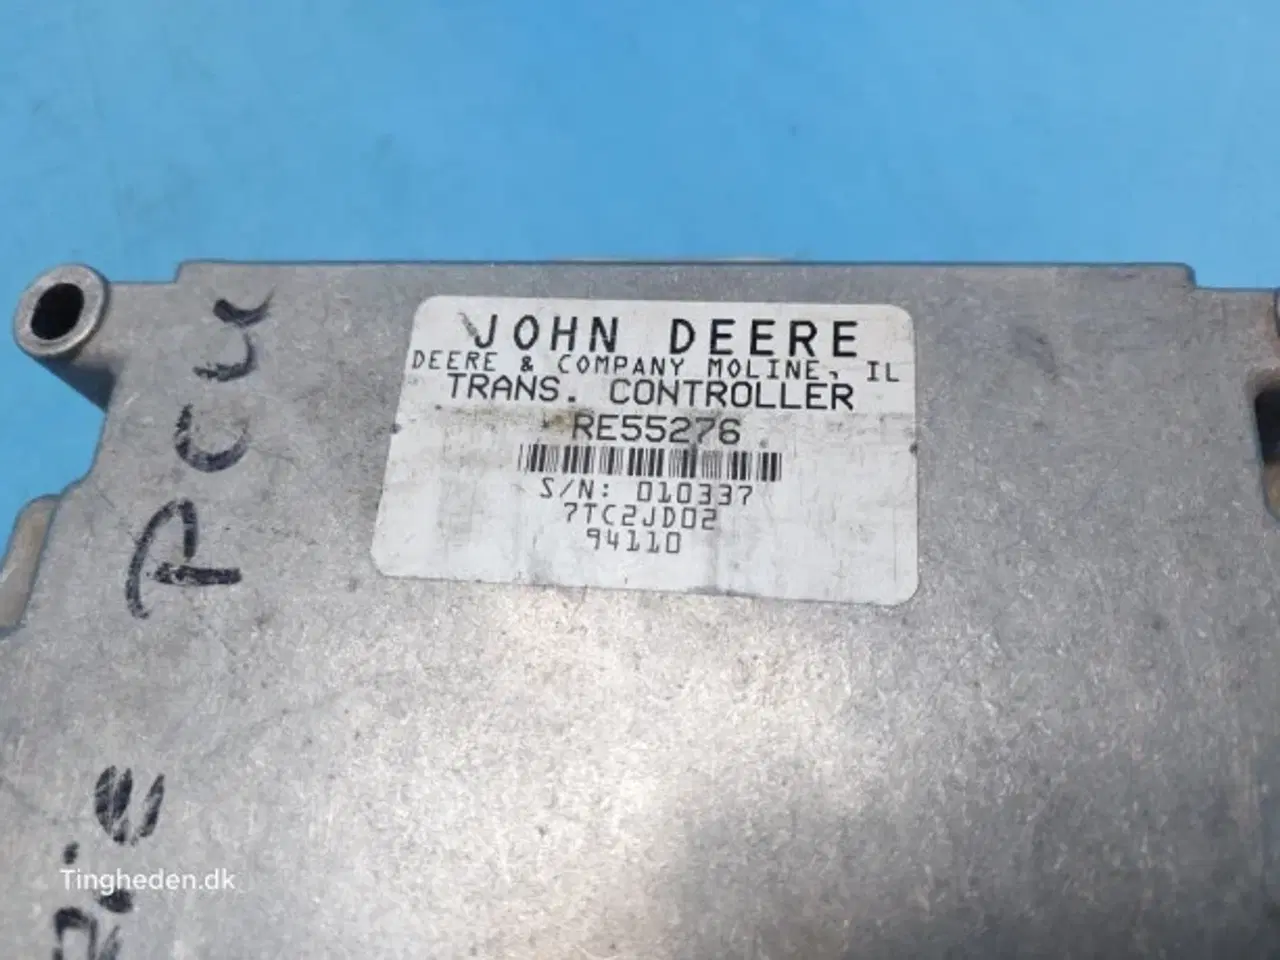 JOHN DEERE
DEERE & COMPANY MOLINE, IL
TRANS. CONTROLLER
RE55276
S/N: 010337
7TC2JD02
94110
PCU
Tingheden.dk